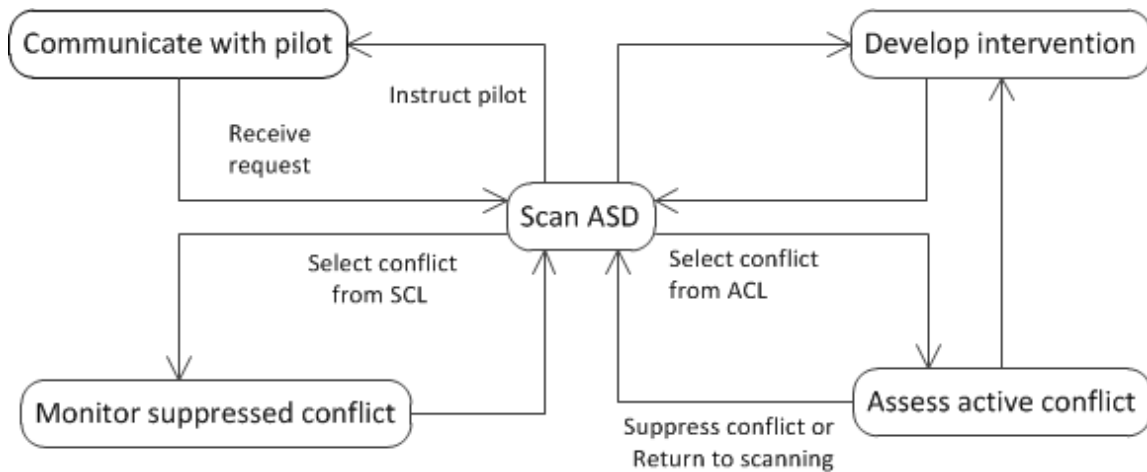 Communicate with pilot
Develop intervention
Instruct pilot
Receive
request
Scan ASD
Select conflict
from SCL
Select conflict
from ACL
Monitor suppressed conflict
Assess active conflict
Suppress conflict or
Return to scanning